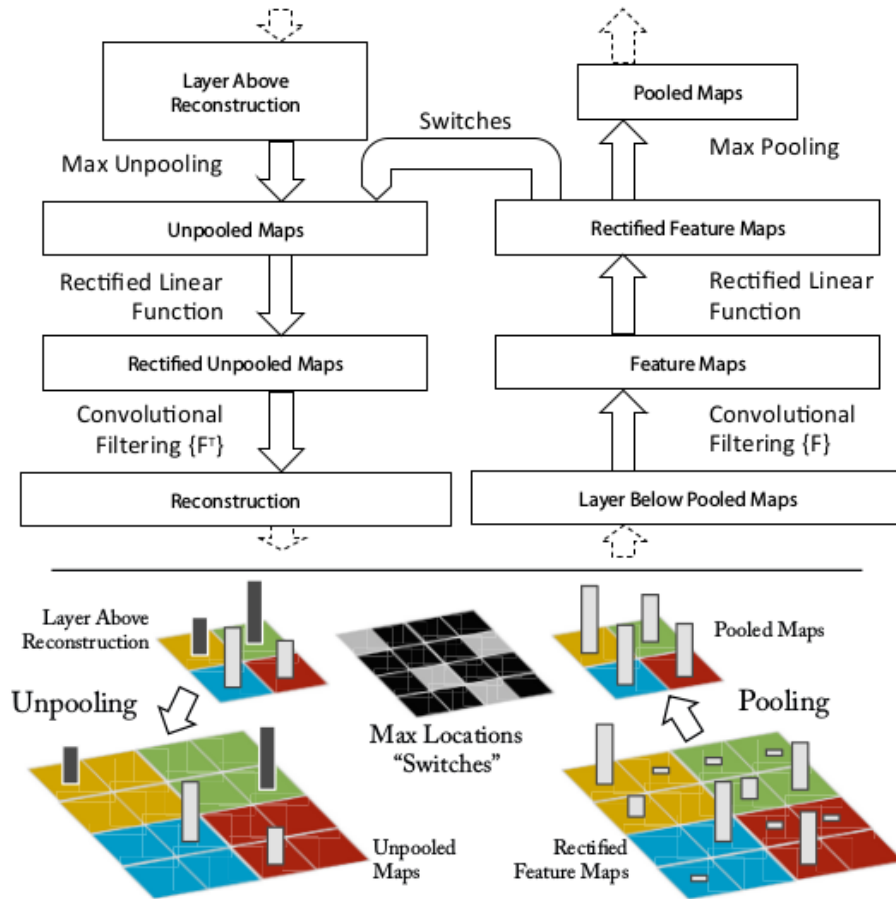 Layer Above
Reconstruction
Pooled Maps
Switches
Max Unpooling
Max Pooling
Unpooled Maps
Rectified Feature Maps
Rectified Linear
Function
Rectified Linear
Function
Rectified Unpooled Maps
Feature Maps
Convolutional
Filtering {Fᵀ}
Convolutional
Filtering {F}
Reconstruction
Layer Below Pooled Maps
Layer Above
Reconstruction
Pooled Maps
Unpooling
Pooling
Max Locations
“Switches”
Unpooled
Maps
Rectified
Feature Maps